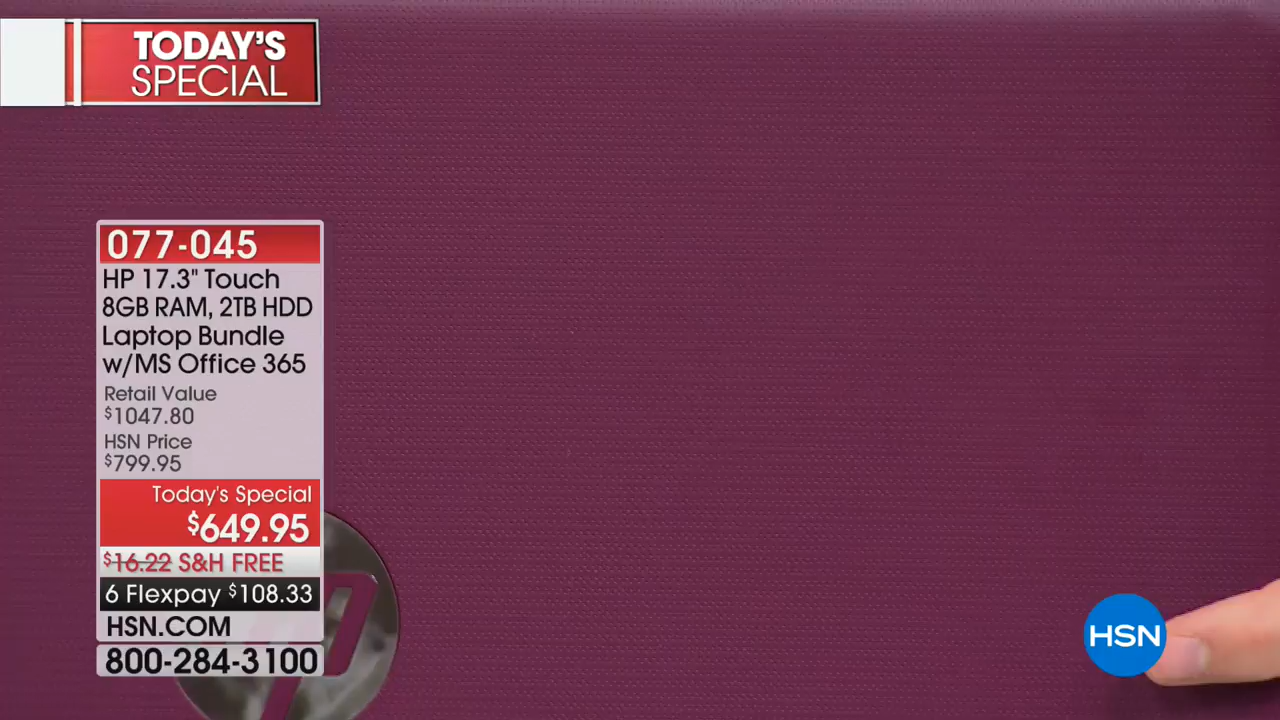 TODAY'S
SPECIAL
077-045
HP 17.3" Touch
8GB RAM, 2TB HDD
Laptop Bundle
w/MS Office 365
Retail Value
$1047.80
HSN Price
$799.95
Today's Special
$649.95
$16.22 S&H FREE
6 Flexpay $108.33
HSN.COM
800-284-3100
hp
HSN